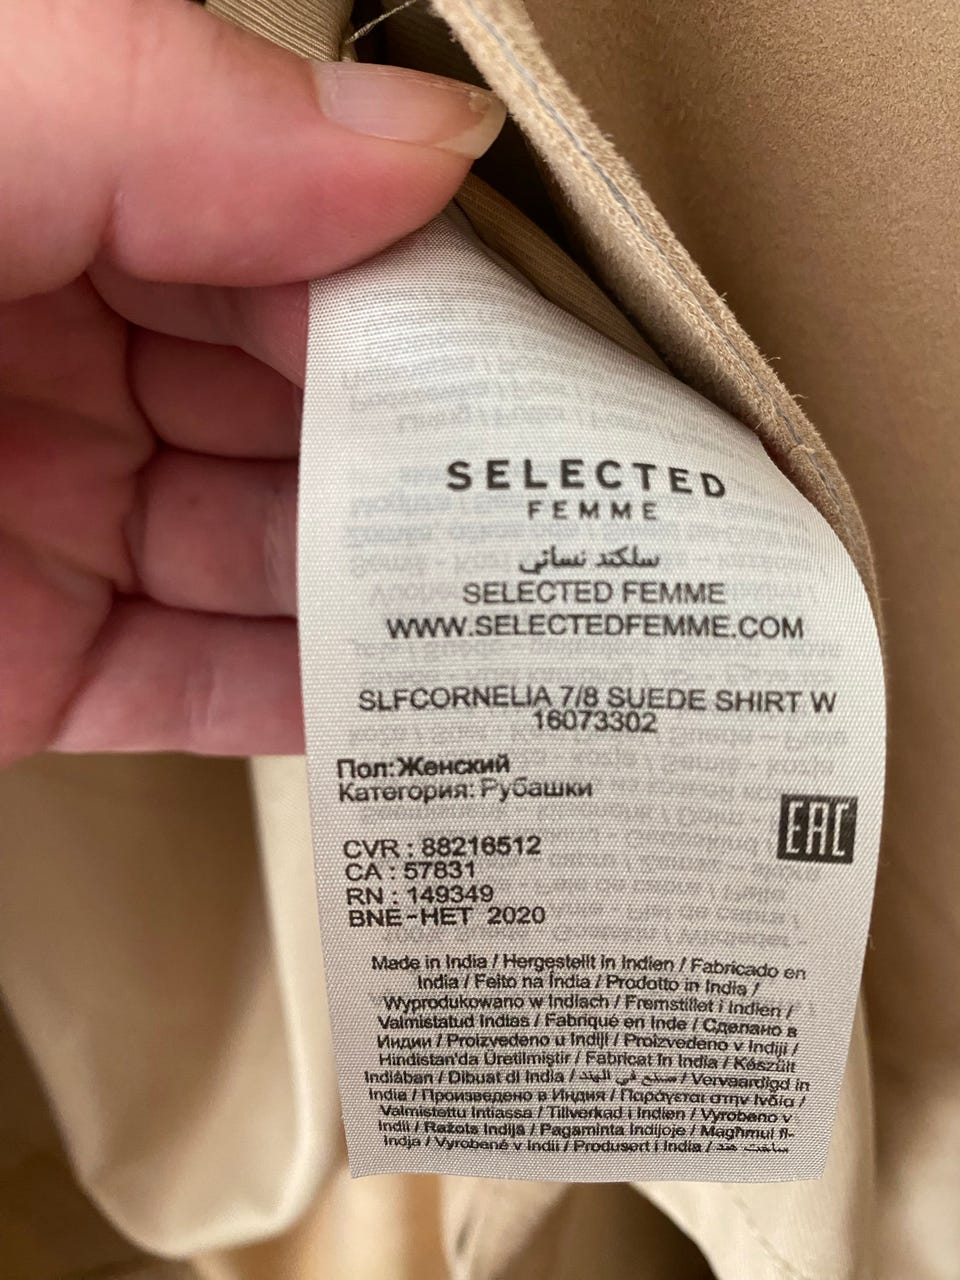 SELECTED
FEMME
سلكتد نسائي
SELECTED FEMME
WWW.SELECTEDFEMME.COM
SLFCORNELIA 7/8 SUEDE SHIRT W
16073302
Пол:Женский
Категория: Рубашки
EAC
CVR : 88216512
CA : 57831
RN : 149349
BNE-HET 2020
Made in India / Hergestellt in Indien / Fabricado en
India / Feito na Índia / Prodotto in India /
Wyprodukowano w Indiach / Fremstillet i Indien /
Valmistatud Indias / Fabriqué en Inde / Сделано в
Индии / Proizvedeno u Indiji / Proizvedeno v Indiji /
Hindistan'da Üretilmiştir / Fabricat în India / Készült
Indiában / Dibuat di India / صنع في الهند / Vervaardigd in
India / Произведено в Индия / Παράγεται στην Ινδία /
Valmistettu Intiassa / Tillverkad i Indien / Vyrobeno v
Indii / Ražots Indijā / Pagaminta Indijoje / Magħmul fl-
Indja / Vyrobené v Indii / Produsert i India / ساخت هند